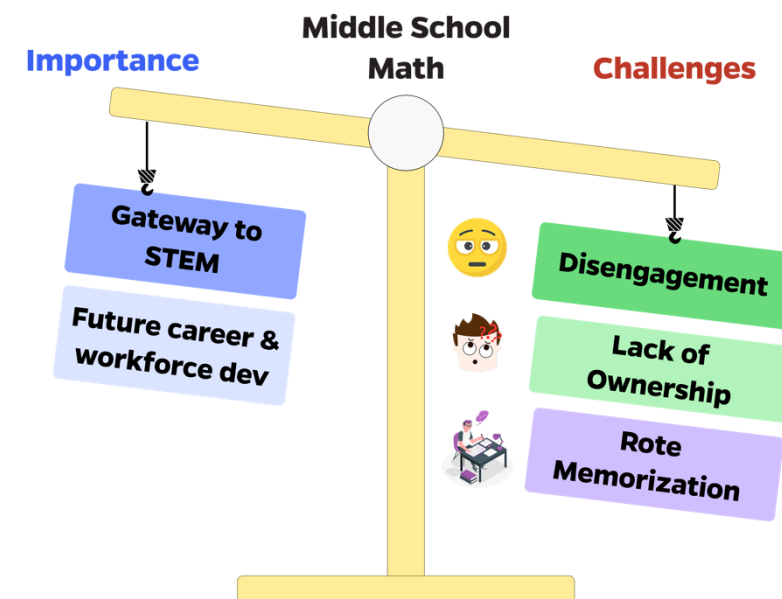 Middle School
Math
Importance
Challenges
Gateway to
STEM
Future career &
workforce dev
Disengagement
Lack of
Ownership
Rote
Memorization